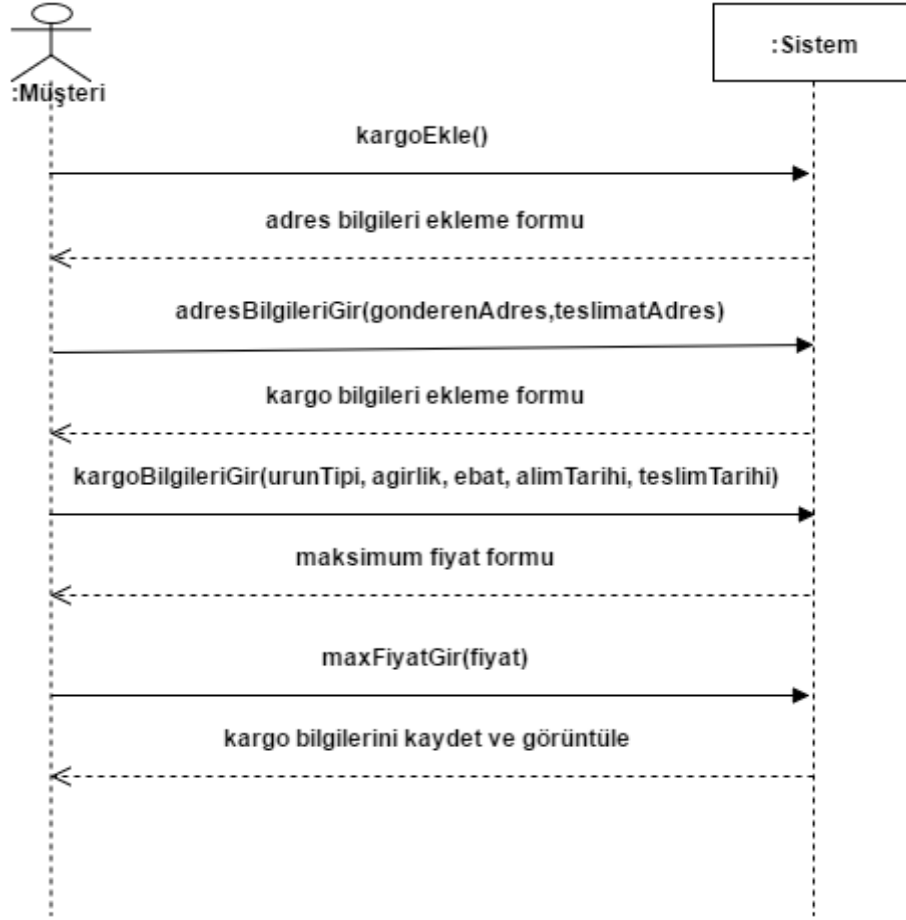 :Müşteri
:Sistem
kargoEkle()
adres bilgileri ekleme formu
adresBilgileriGir(gonderenAdres,teslimatAdres)
kargo bilgileri ekleme formu
kargoBilgileriGir(urunTipi, agirlik, ebat, alimTarihi, teslimTarihi)
maksimum fiyat formu
maxFiyatGir(fiyat)
kargo bilgilerini kaydet ve görüntüle